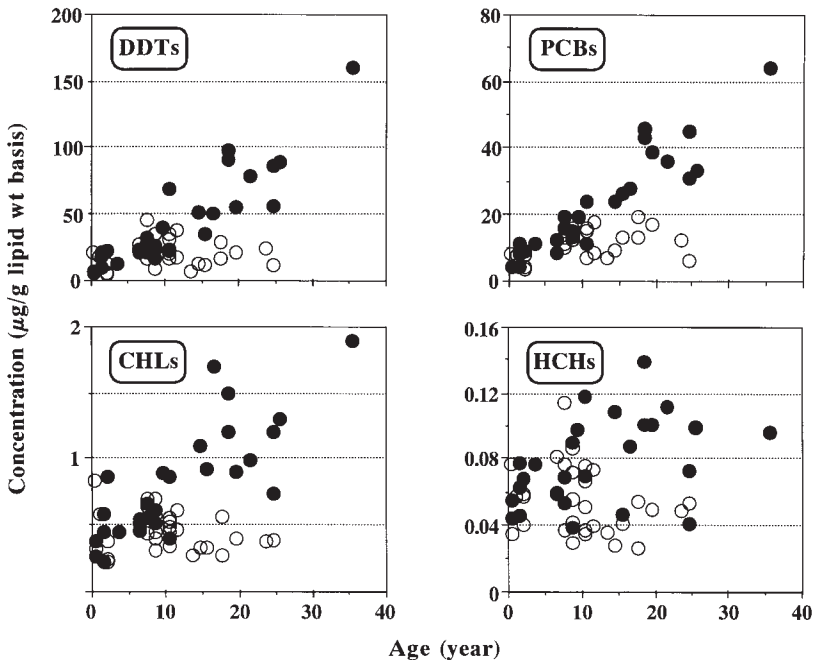 DDTs
200
150
100
50
0
PCBs
80
60
40
20
0
Concentration (μg/g lipid wt basis)
CHLs
2
1
0 10 20 30 40
HCHs
0.16
0.12
0.08
0.04
0
0 10 20 30 40
Age (year)